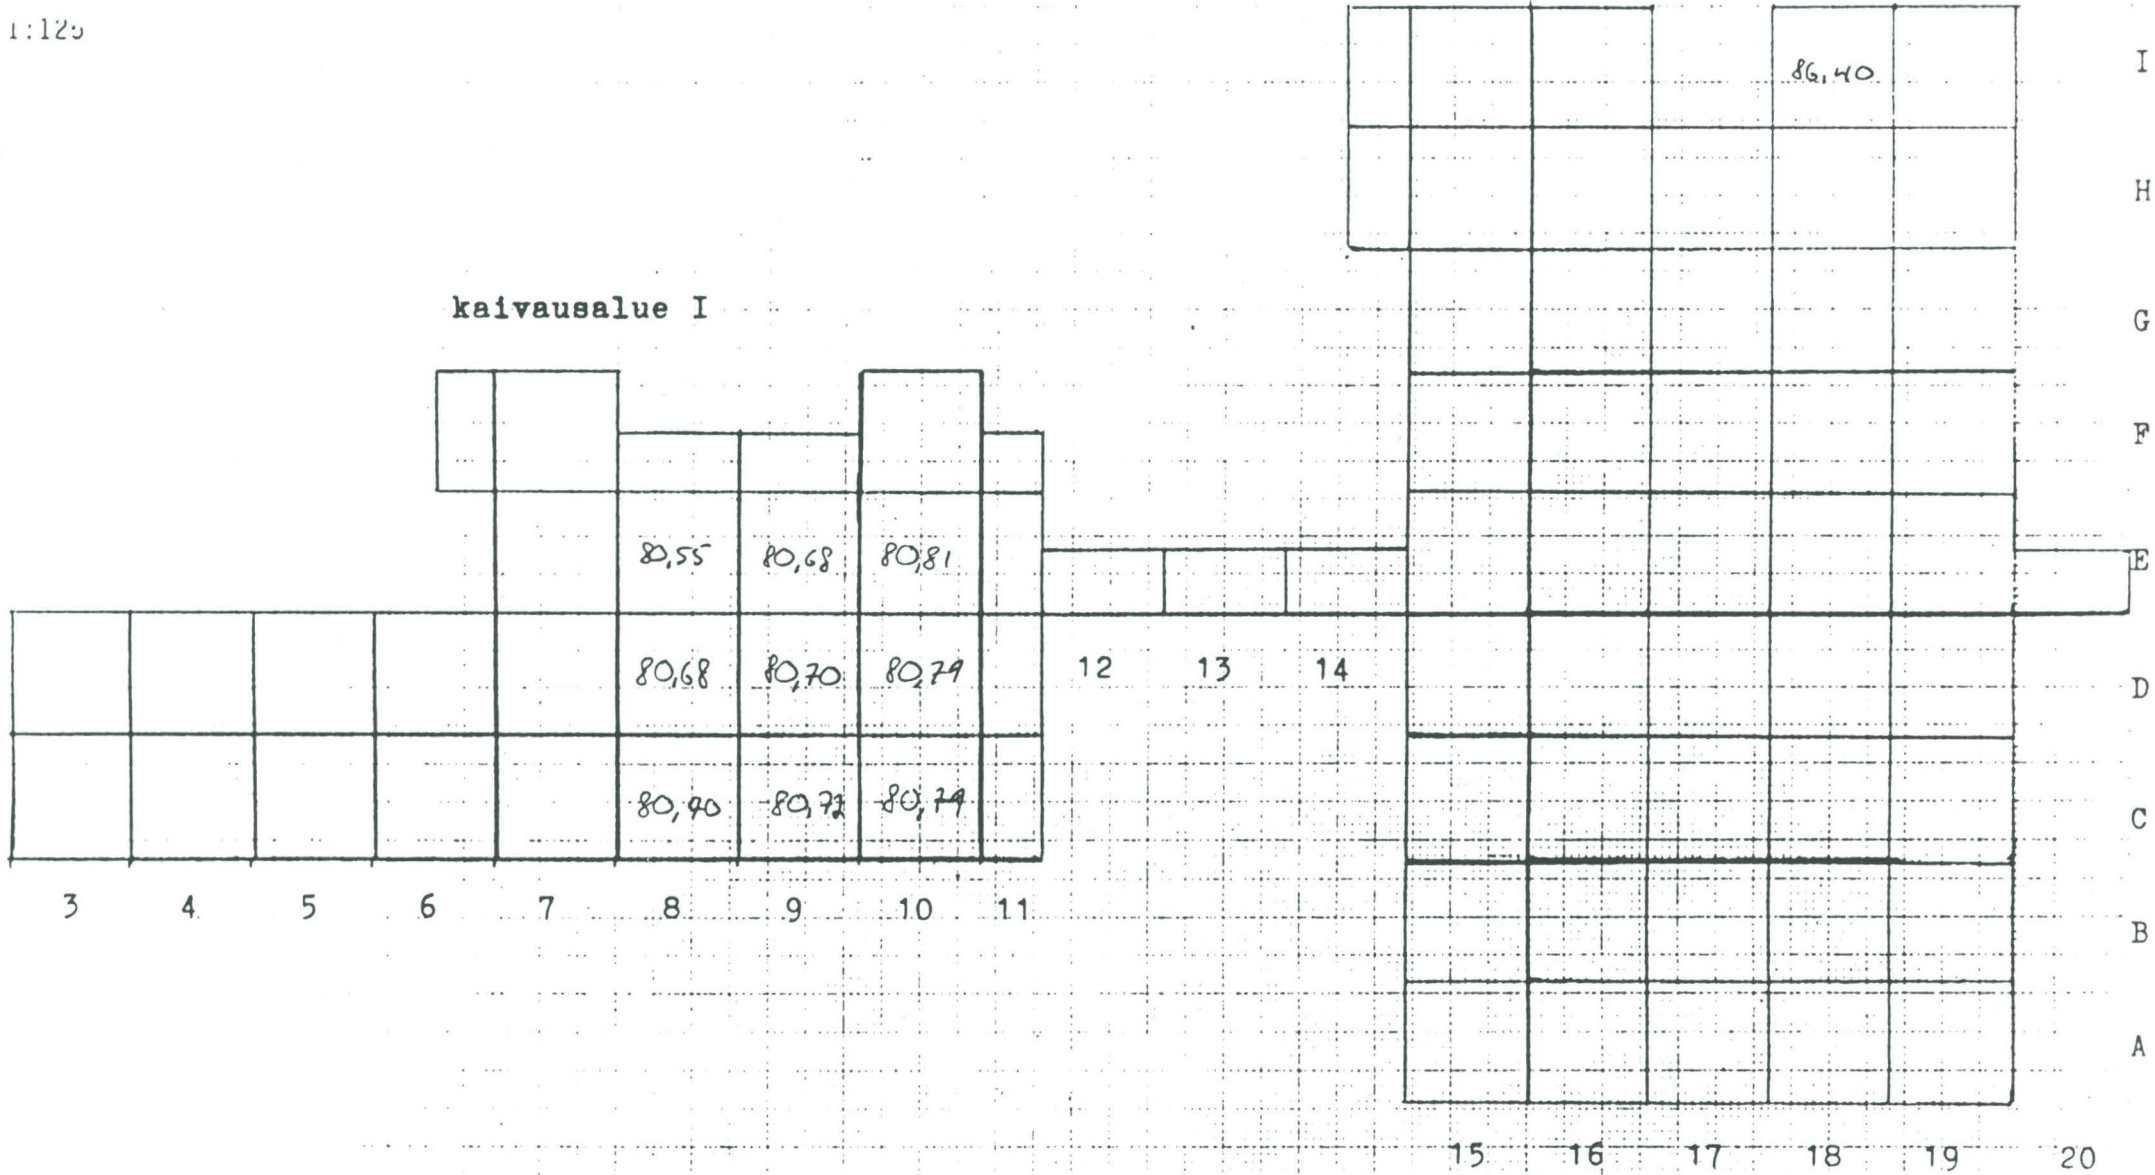 1:125
I
86,40
H
kaivausalue I
G
F
80,55 80,68 80,81 E
80,68 80,70 80,79 12 13 14 D
80,40 80,72 80,79 C
3 4 5 6 7 8 9 10 11 B
A
15 16 17 18 19 20